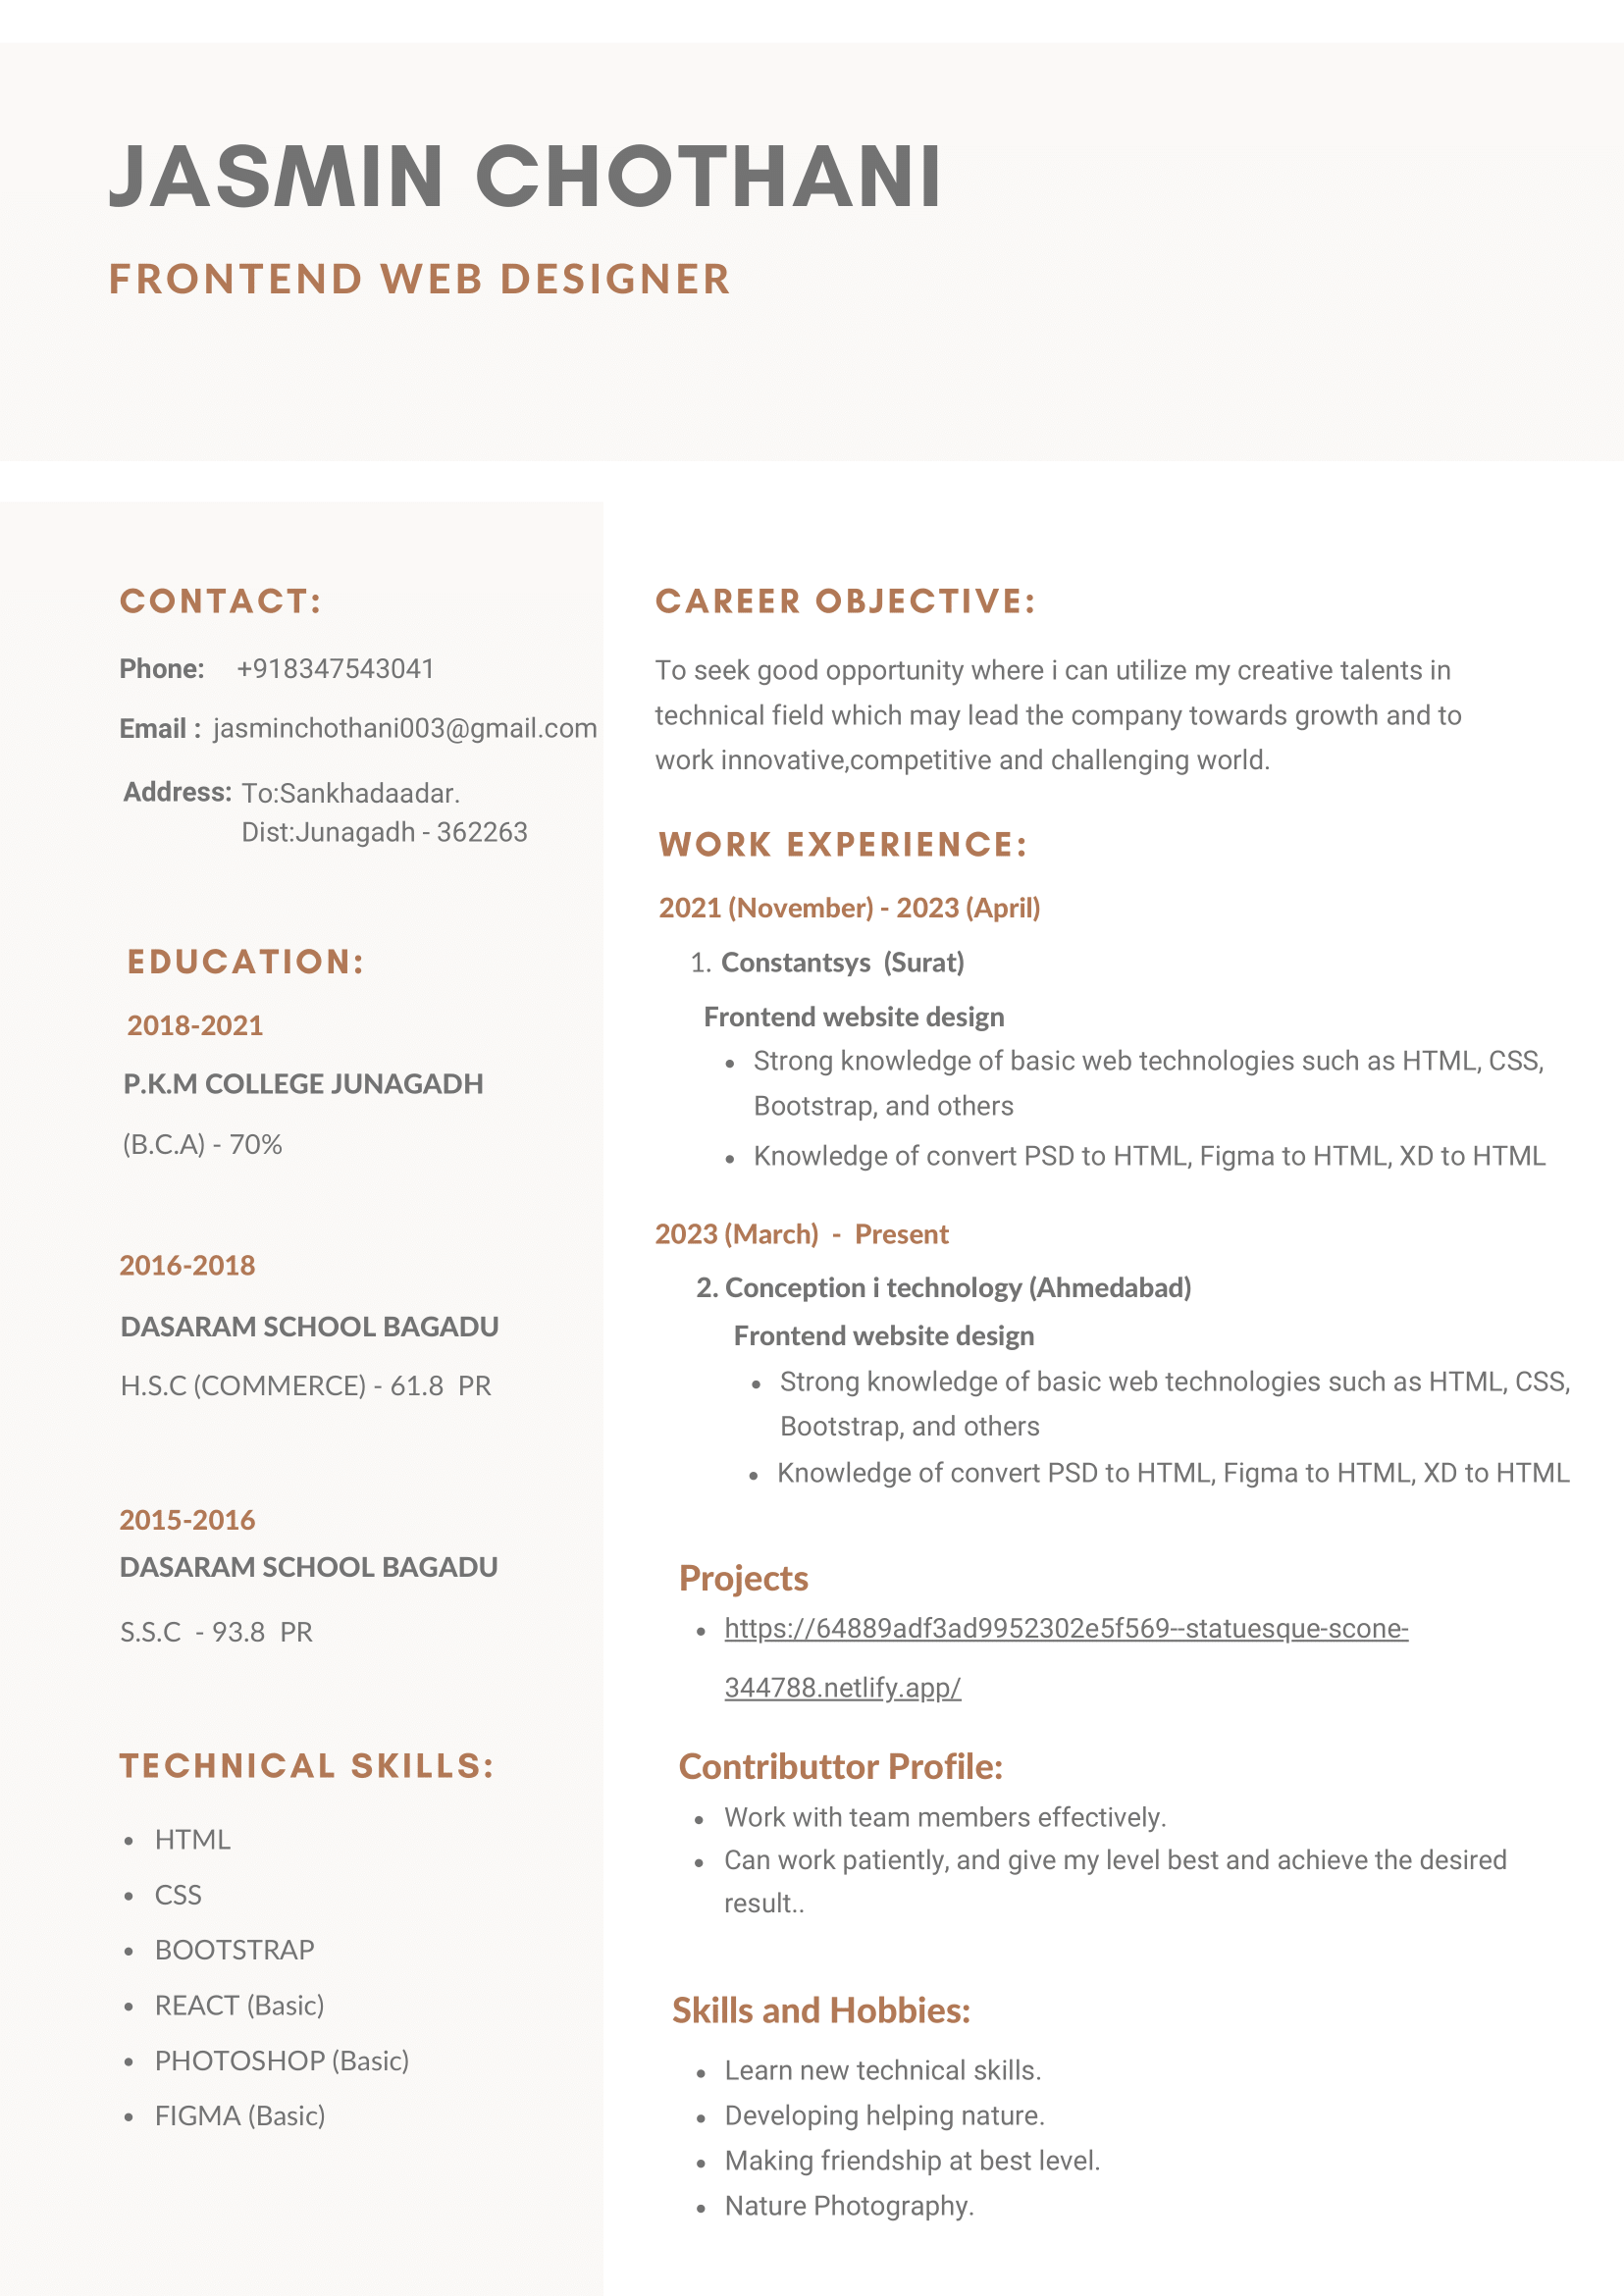 JASMIN CHOTHANI
FRONTEND WEB DESIGNER
CONTACT:
Phone: +918347543041
Email : jasminchothani003@gmail.com
Address: To:Sankhadaadar.
Dist:Junagadh - 362263
EDUCATION:
2018-2021
P.K.M COLLEGE JUNAGADH
(B.C.A) - 70%
2016-2018
DASARAM SCHOOL BAGADU
H.S.C (COMMERCE) - 61.8 PR
2015-2016
DASARAM SCHOOL BAGADU
S.S.C - 93.8 PR
TECHNICAL SKILLS:
• HTML
• CSS
• BOOTSTRAP
• REACT (Basic)
• PHOTOSHOP (Basic)
• FIGMA (Basic)
CAREER OBJECTIVE:
To seek good opportunity where i can utilize my creative talents in
technical field which may lead the company towards growth and to
work innovative,competitive and challenging world.
WORK EXPERIENCE:
2021 (November) - 2023 (April)
1. Constantsys (Surat)
Frontend website design
• Strong knowledge of basic web technologies such as HTML, CSS,
Bootstrap, and others
• Knowledge of convert PSD to HTML, Figma to HTML, XD to HTML
2023 (March) - Present
2. Conception i technology (Ahmedabad)
Frontend website design
• Strong knowledge of basic web technologies such as HTML, CSS,
Bootstrap, and others
• Knowledge of convert PSD to HTML, Figma to HTML, XD to HTML
Projects
• https://64889adf3ad9952302e5f569--statuesque-scone-
344788.netlify.app/
Contributtor Profile:
• Work with team members effectively.
• Can work patiently, and give my level best and achieve the desired
result..
Skills and Hobbies:
• Learn new technical skills.
• Developing helping nature.
• Making friendship at best level.
• Nature Photography.